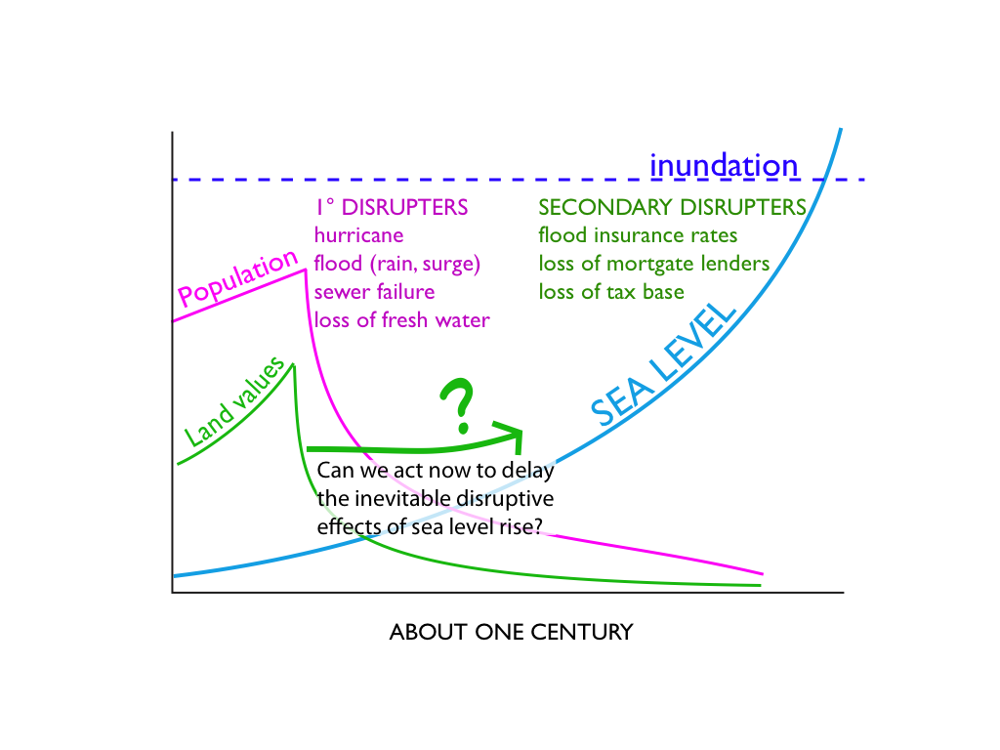 inundation
1° DISRUPTERS
hurricane
flood (rain, surge)
sewer failure
loss of fresh water
SECONDARY DISRUPTERS
flood insurance rates
loss of mortgate lenders
loss of tax base
Population
Land values
SEA LEVEL
?
Can we act now to delay
the inevitable disruptive
effects of sea level rise?
ABOUT ONE CENTURY